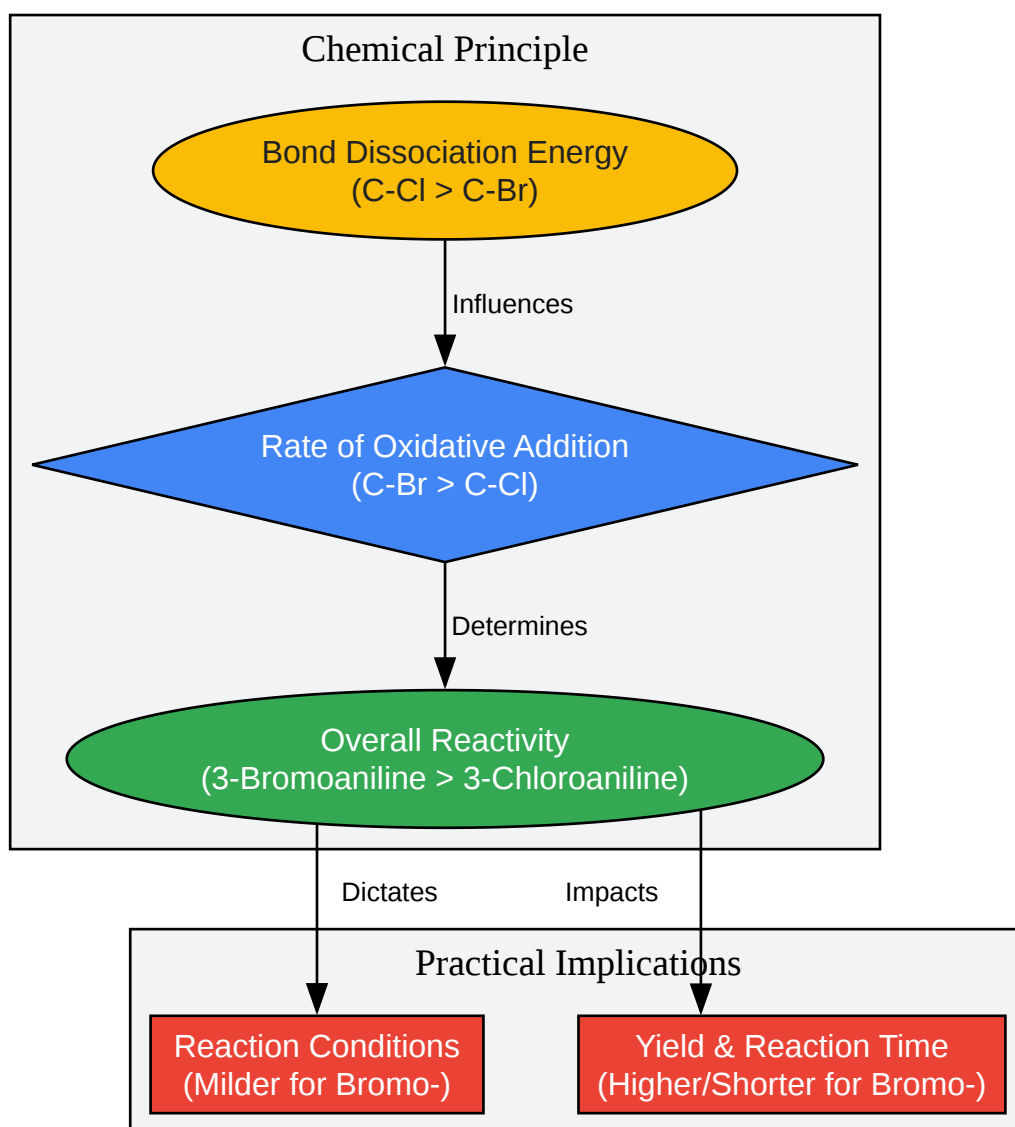 Chemical Principle
Bond Dissociation Energy
(C-Cl > C-Br)
Influences
Rate of Oxidative Addition
(C-Br > C-Cl)
Determines
Overall Reactivity
(3-Bromoaniline > 3-Chloroaniline)
Dictates
Impacts
Practical Implications
Reaction Conditions
(Milder for Bromo-)
Yield & Reaction Time
(Higher/Shorter for Bromo-)